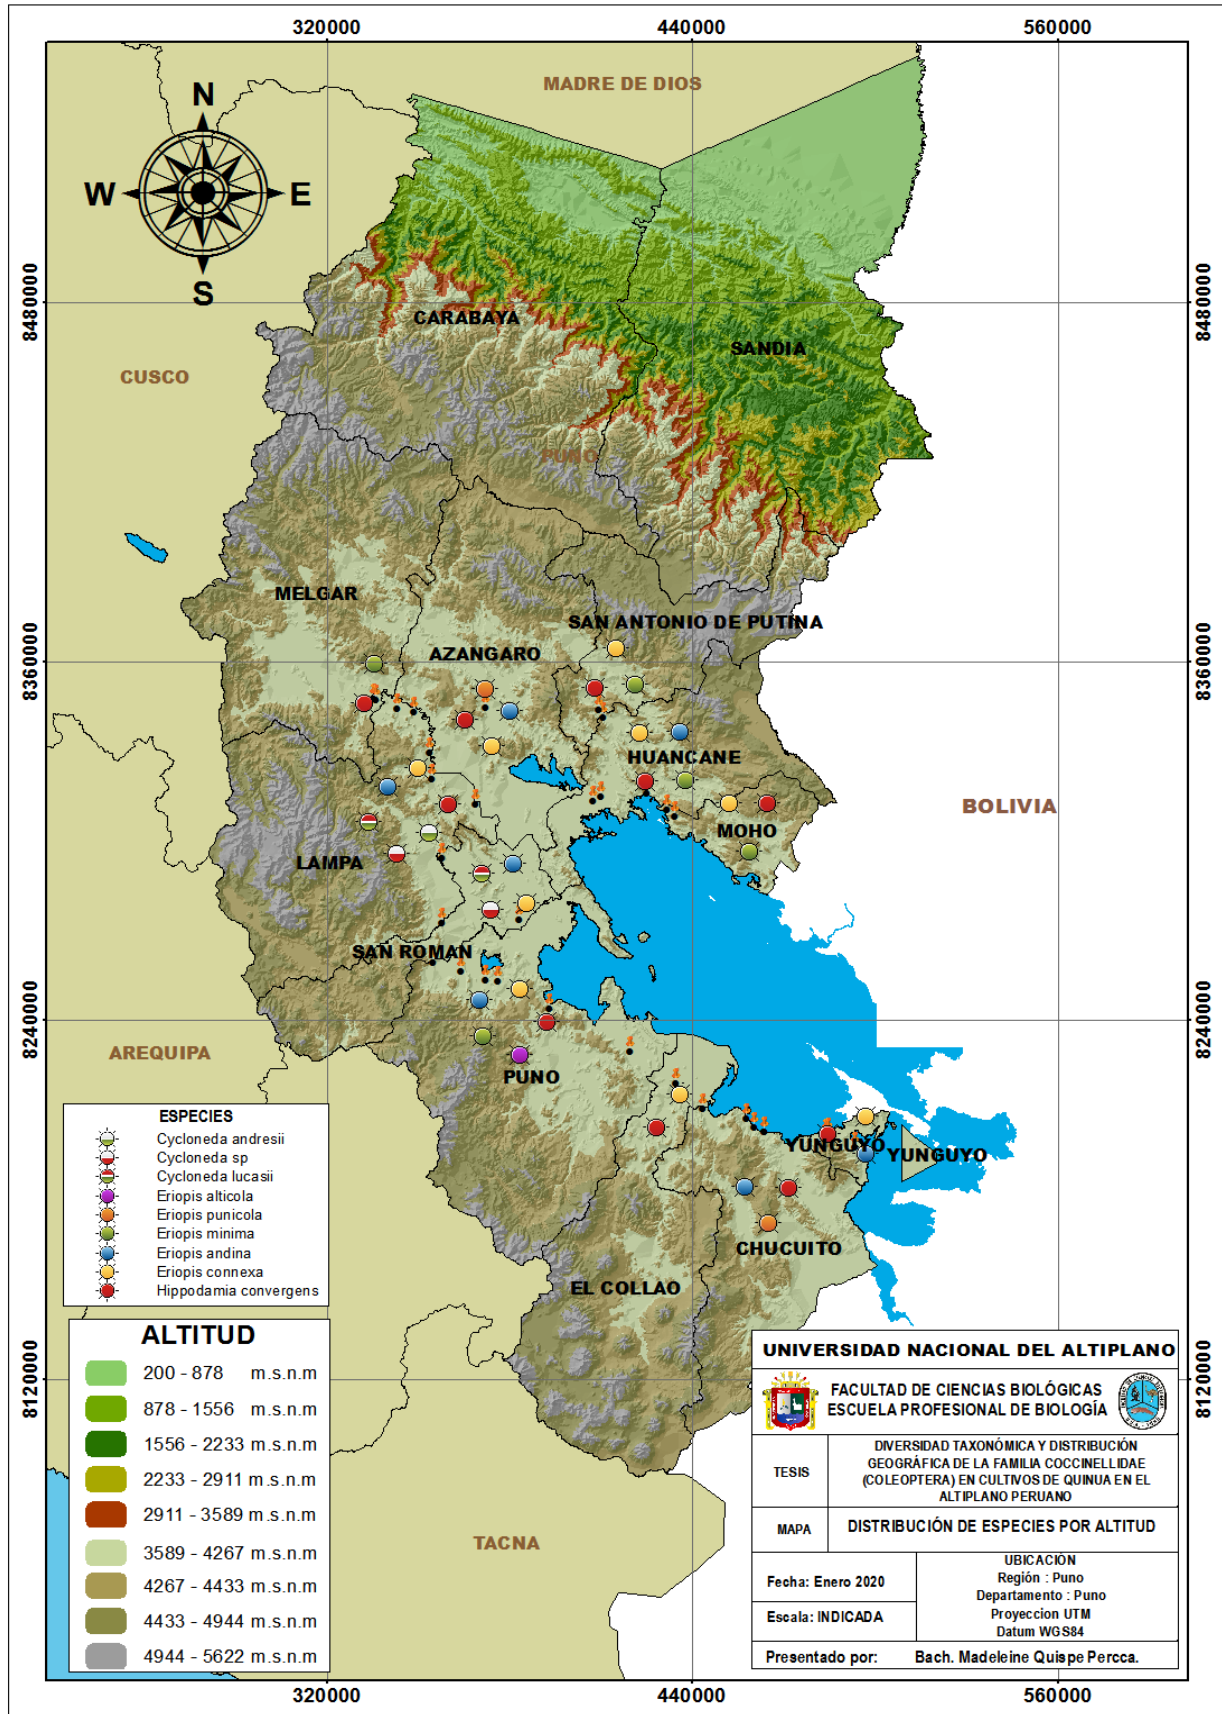 320000
440000
560000
MADRE DE DIOS
N
W
E
S
8480000
8480000
CARABAYA
SANDIA
CUSCO
PUNO
MELGAR
SAN ANTONIO DE PUTINA
AZANGARO
8360000
8360000
HUANCANE
BOLIVIA
MOHO
LAMPA
SAN ROMAN
8240000
8240000
AREQUIPA
PUNO
YUNGUYO
YUNGUYO
CHUCUITO
EL COLLAO
ESPECIES
Cycloneda andresii
Cycloneda sp
Cycloneda lucasii
Eriopis alticola
Eriopis punicola
Eriopis minima
Eriopis andina
Eriopis connexa
Hippodamia convergens
ALTITUD
200 - 878 m.s.n.m
878 - 1556 m.s.n.m
1556 - 2233 m.s.n.m
2233 - 2911 m.s.n.m
2911 - 3589 m.s.n.m
3589 - 4267 m.s.n.m
4267 - 4433 m.s.n.m
4433 - 4944 m.s.n.m
4944 - 5622 m.s.n.m
8120000
8120000
TACNA
UNIVERSIDAD NACIONAL DEL ALTIPLANO
FACULTAD DE CIENCIAS BIOLÓGICAS
ESCUELA PROFESIONAL DE BIOLOGÍA
TESIS
DIVERSIDAD TAXONÓMICA Y DISTRIBUCIÓN
GEOGRÁFICA DE LA FAMILIA COCCINELLIDAE
(COLEOPTERA) EN CULTIVOS DE QUINUA EN EL
ALTIPLANO PERUANO
MAPA
DISTRIBUCIÓN DE ESPECIES POR ALTITUD
Fecha: Enero 2020
Escala: INDICADA
UBICACIÓN
Región : Puno
Departamento : Puno
Proyeccion UTM
Datum WGS84
Presentado por: Bach. Madeleine Quispe Percca.
320000
440000
560000